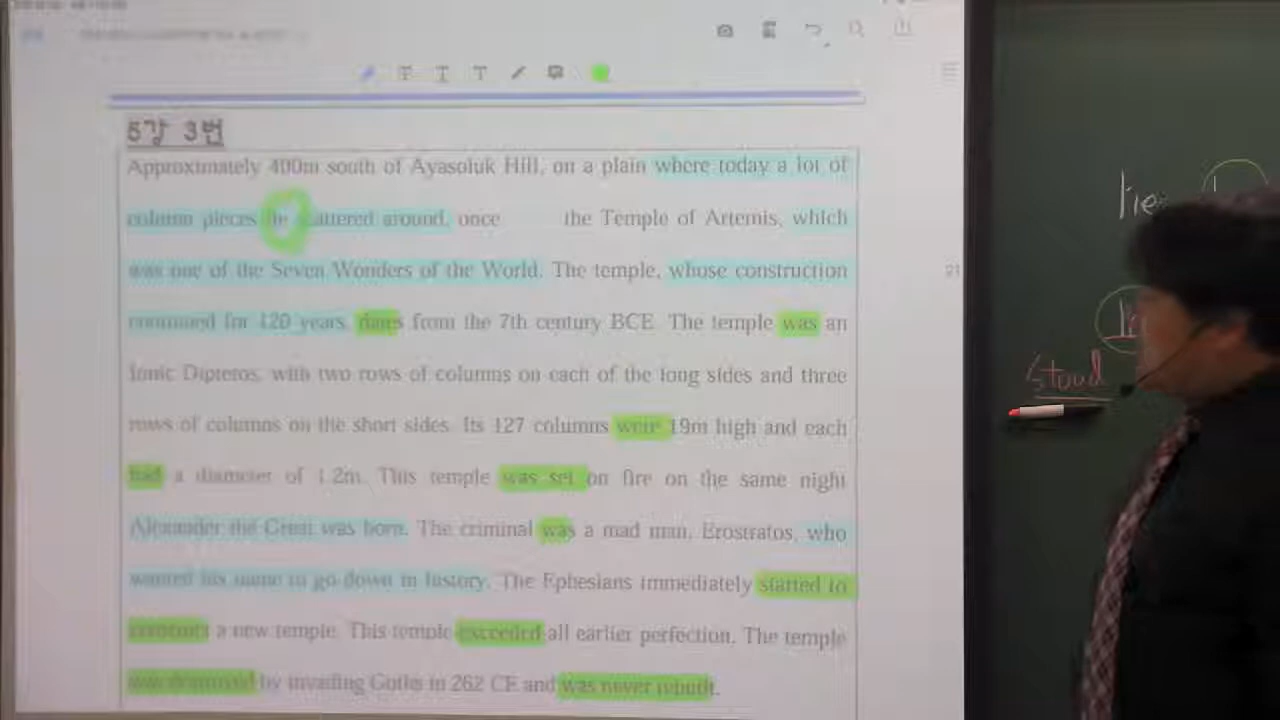 5강 3번
Approximately 400m south of Ayasoluk Hill, on a plain where today a lot of
column pieces lie scattered around, once the Temple of Artemis, which
was one of the Seven Wonders of the World. The temple, whose construction
continued for 120 years, dates from the 7th century BCE. The temple was an
Ionic Dipteros, with two rows of columns on each of the long sides and three
rows of columns on the short sides. Its 127 columns were 19m high and each
had a diameter of 1.2m. This temple was set on fire on the same night
Alexander the Great was born. The criminal was a mad man, Erostratos, who
wanted his name to go down in history. The Ephesians immediately started to
construct a new temple. This temple exceeded all earlier perfection. The temple
was destroyed by invading Goths in 262 CE and was never rebuilt.
21
stood